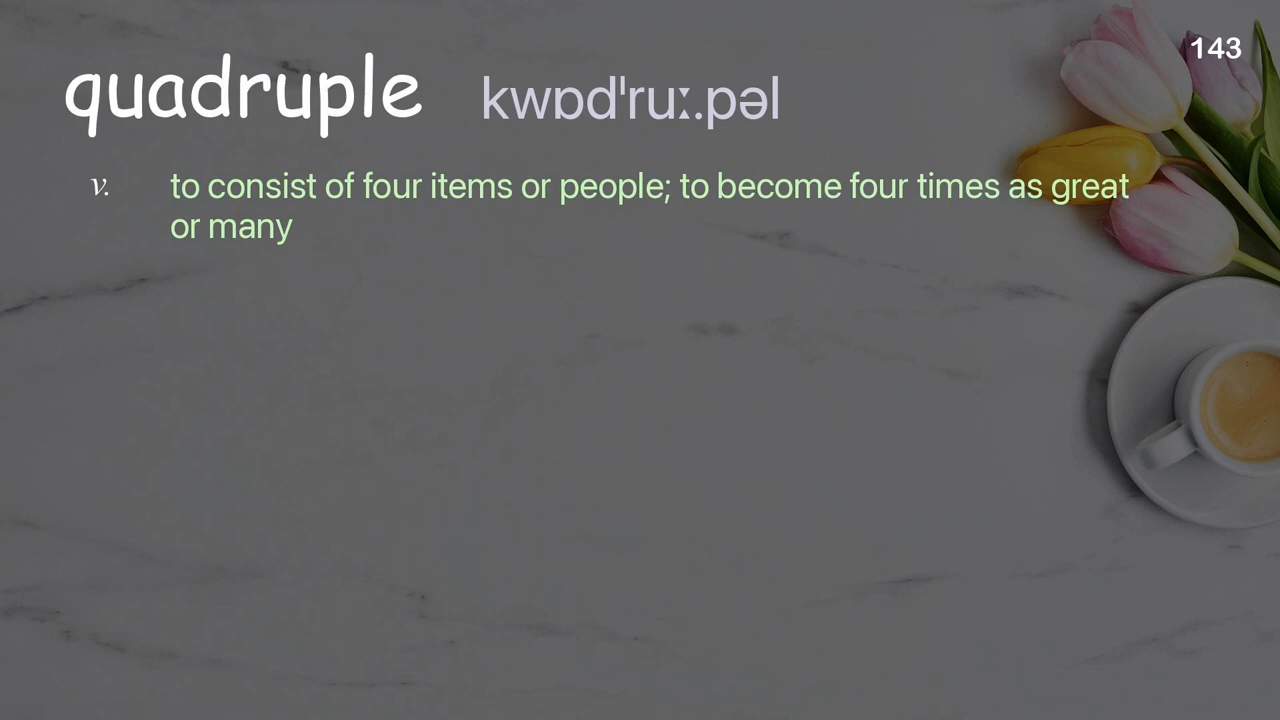 143
quadruple kwɒdˈruː.pəl
v. to consist of four items or people; to become four times as great
or many